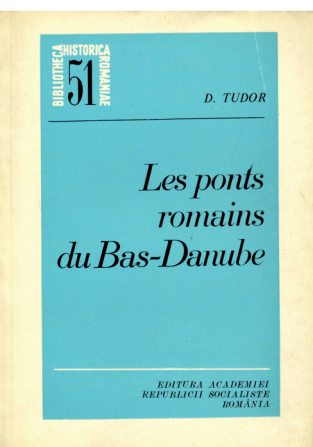 BIBLIOTHECA
HISTORICA
ROMANIAE
51
D. TUDOR
Les ponts
romains
du Bas-Danube
EDITURA ACADEMIEI
REPUBLICII SOCIALISTE
ROMÂNIA